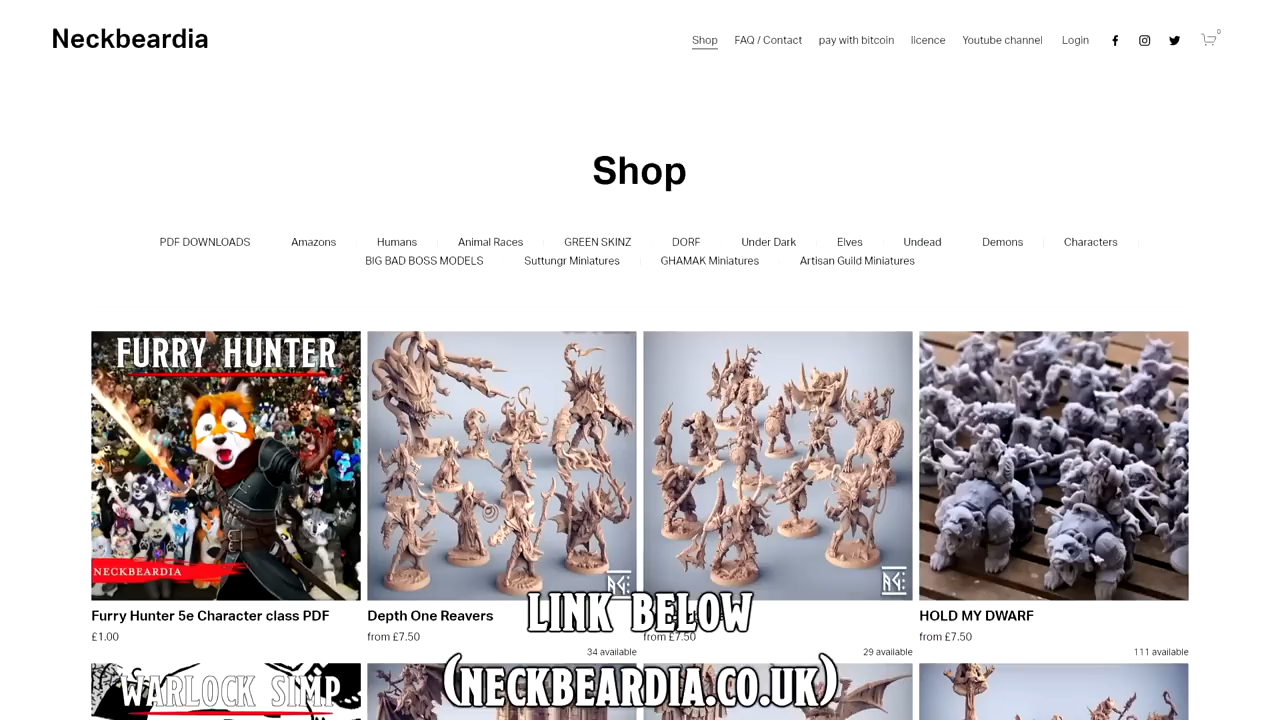 Neckbeardia
Shop FAQ / Contact pay with bitcoin licence Youtube channel Login 0
Shop
PDF DOWNLOADS Amazons Humans Animal Races GREEN SKINZ DORF Under Dark Elves Undead Demons Characters
BIG BAD BOSS MODELS Suttungr Miniatures GHAMAK Miniatures Artisan Guild Miniatures
FURRY HUNTER
NECKBEARDIA
Furry Hunter 5e Character class PDF
£1.00
Depth One Reavers
from £7.50
34 available
from £7.50
29 available
HOLD MY DWARF
from £7.50
111 available
LINK BELOW
WARLOCK SIMP
(NECKBEARDIA.CO.UK)